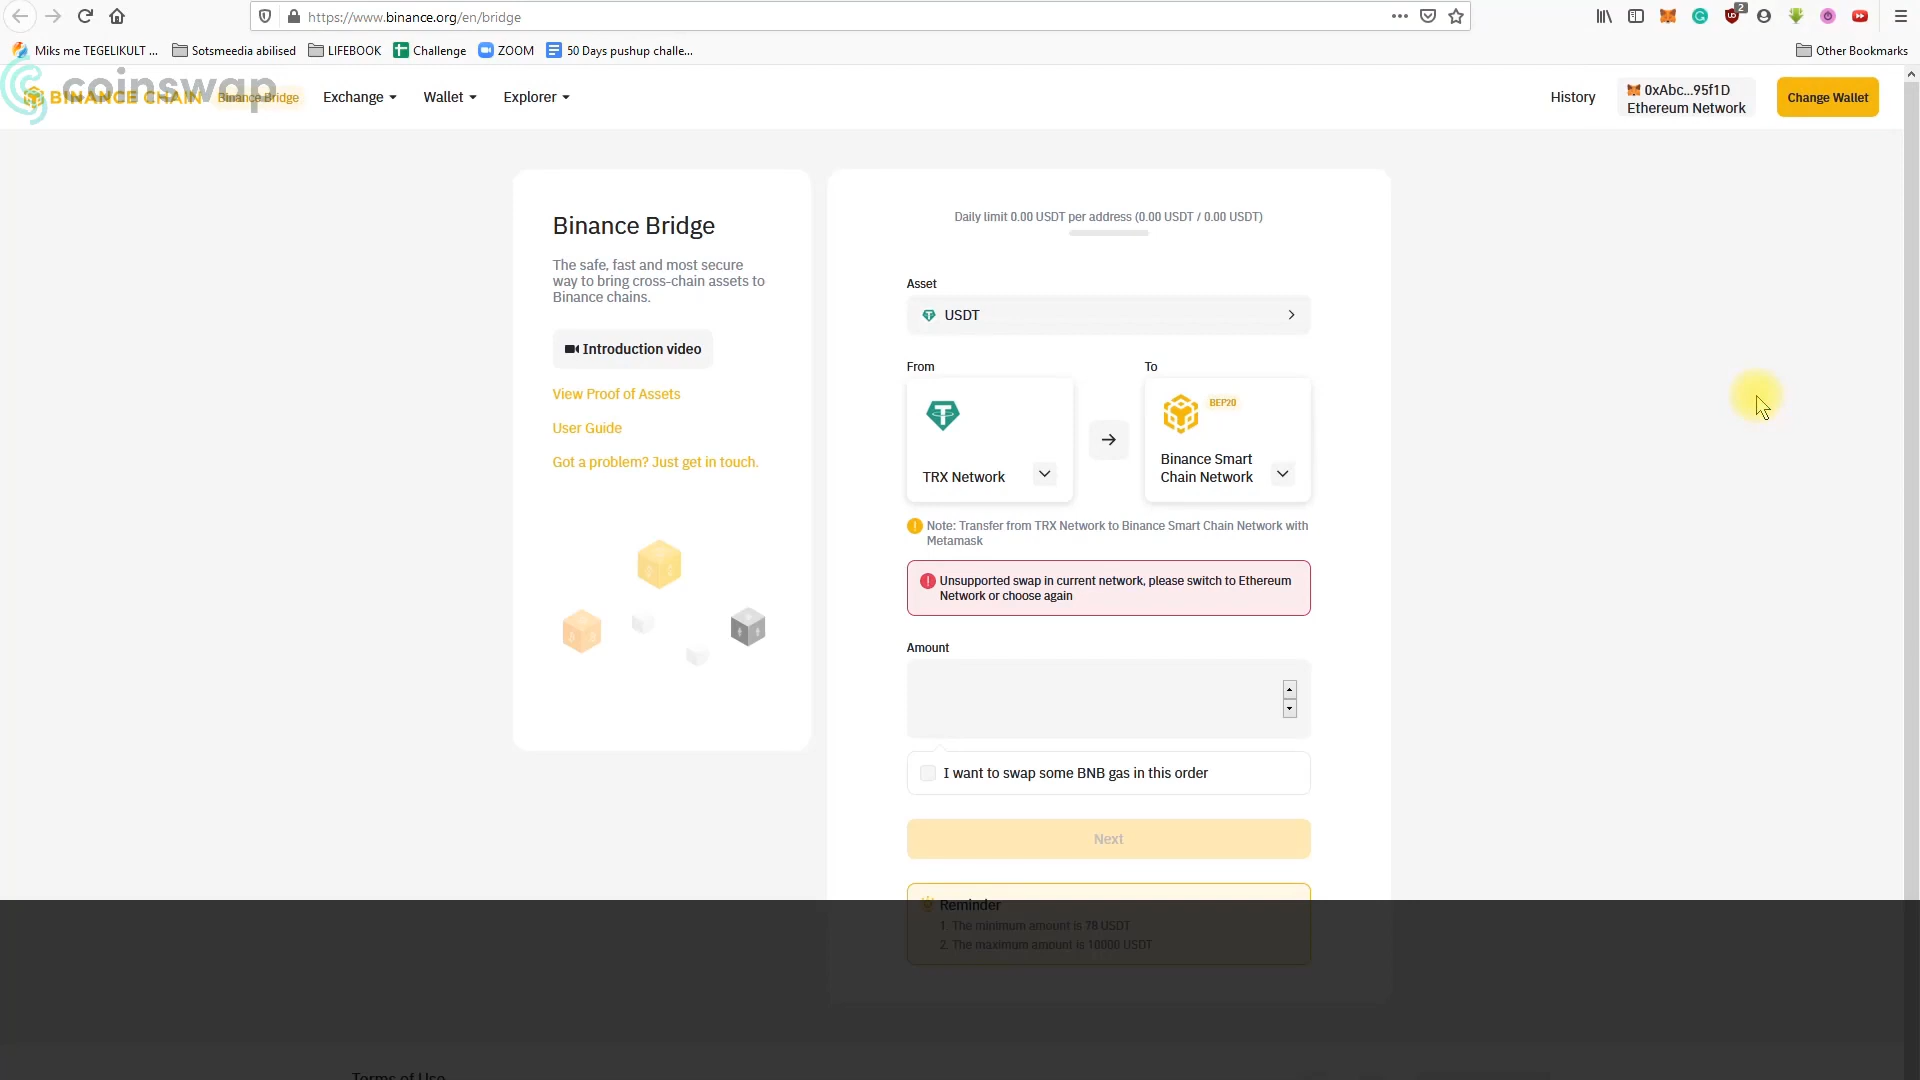 https://www.binance.org/en/bridge
2
Miks me TEGELIKULT ...
Sotsmeedia abilised
LIFEBOOK
Challenge
ZOOM
50 Days pushup challe...
Other Bookmarks
coinswap
BINANCE CHAIN
Binance Bridge
Exchange
Wallet
Explorer
History
0xAbc...95f1D
Ethereum Network
Change Wallet
Binance Bridge
The safe, fast and most secure
way to bring cross-chain assets to
Binance chains.
Introduction video
View Proof of Assets
User Guide
Got a problem? Just get in touch.
Daily limit 0.00 USDT per address (0.00 USDT / 0.00 USDT)
Asset
USDT
From
To
BEP20
TRX Network
Binance Smart
Chain Network
Note: Transfer from TRX Network to Binance Smart Chain Network with
Metamask
Unsupported swap in current network, please switch to Ethereum
Network or choose again
Amount
I want to swap some BNB gas in this order
Next
Reminder
1. The minimum amount is 78 USDT
2. The maximum amount is 10000 USDT
Terms of Use